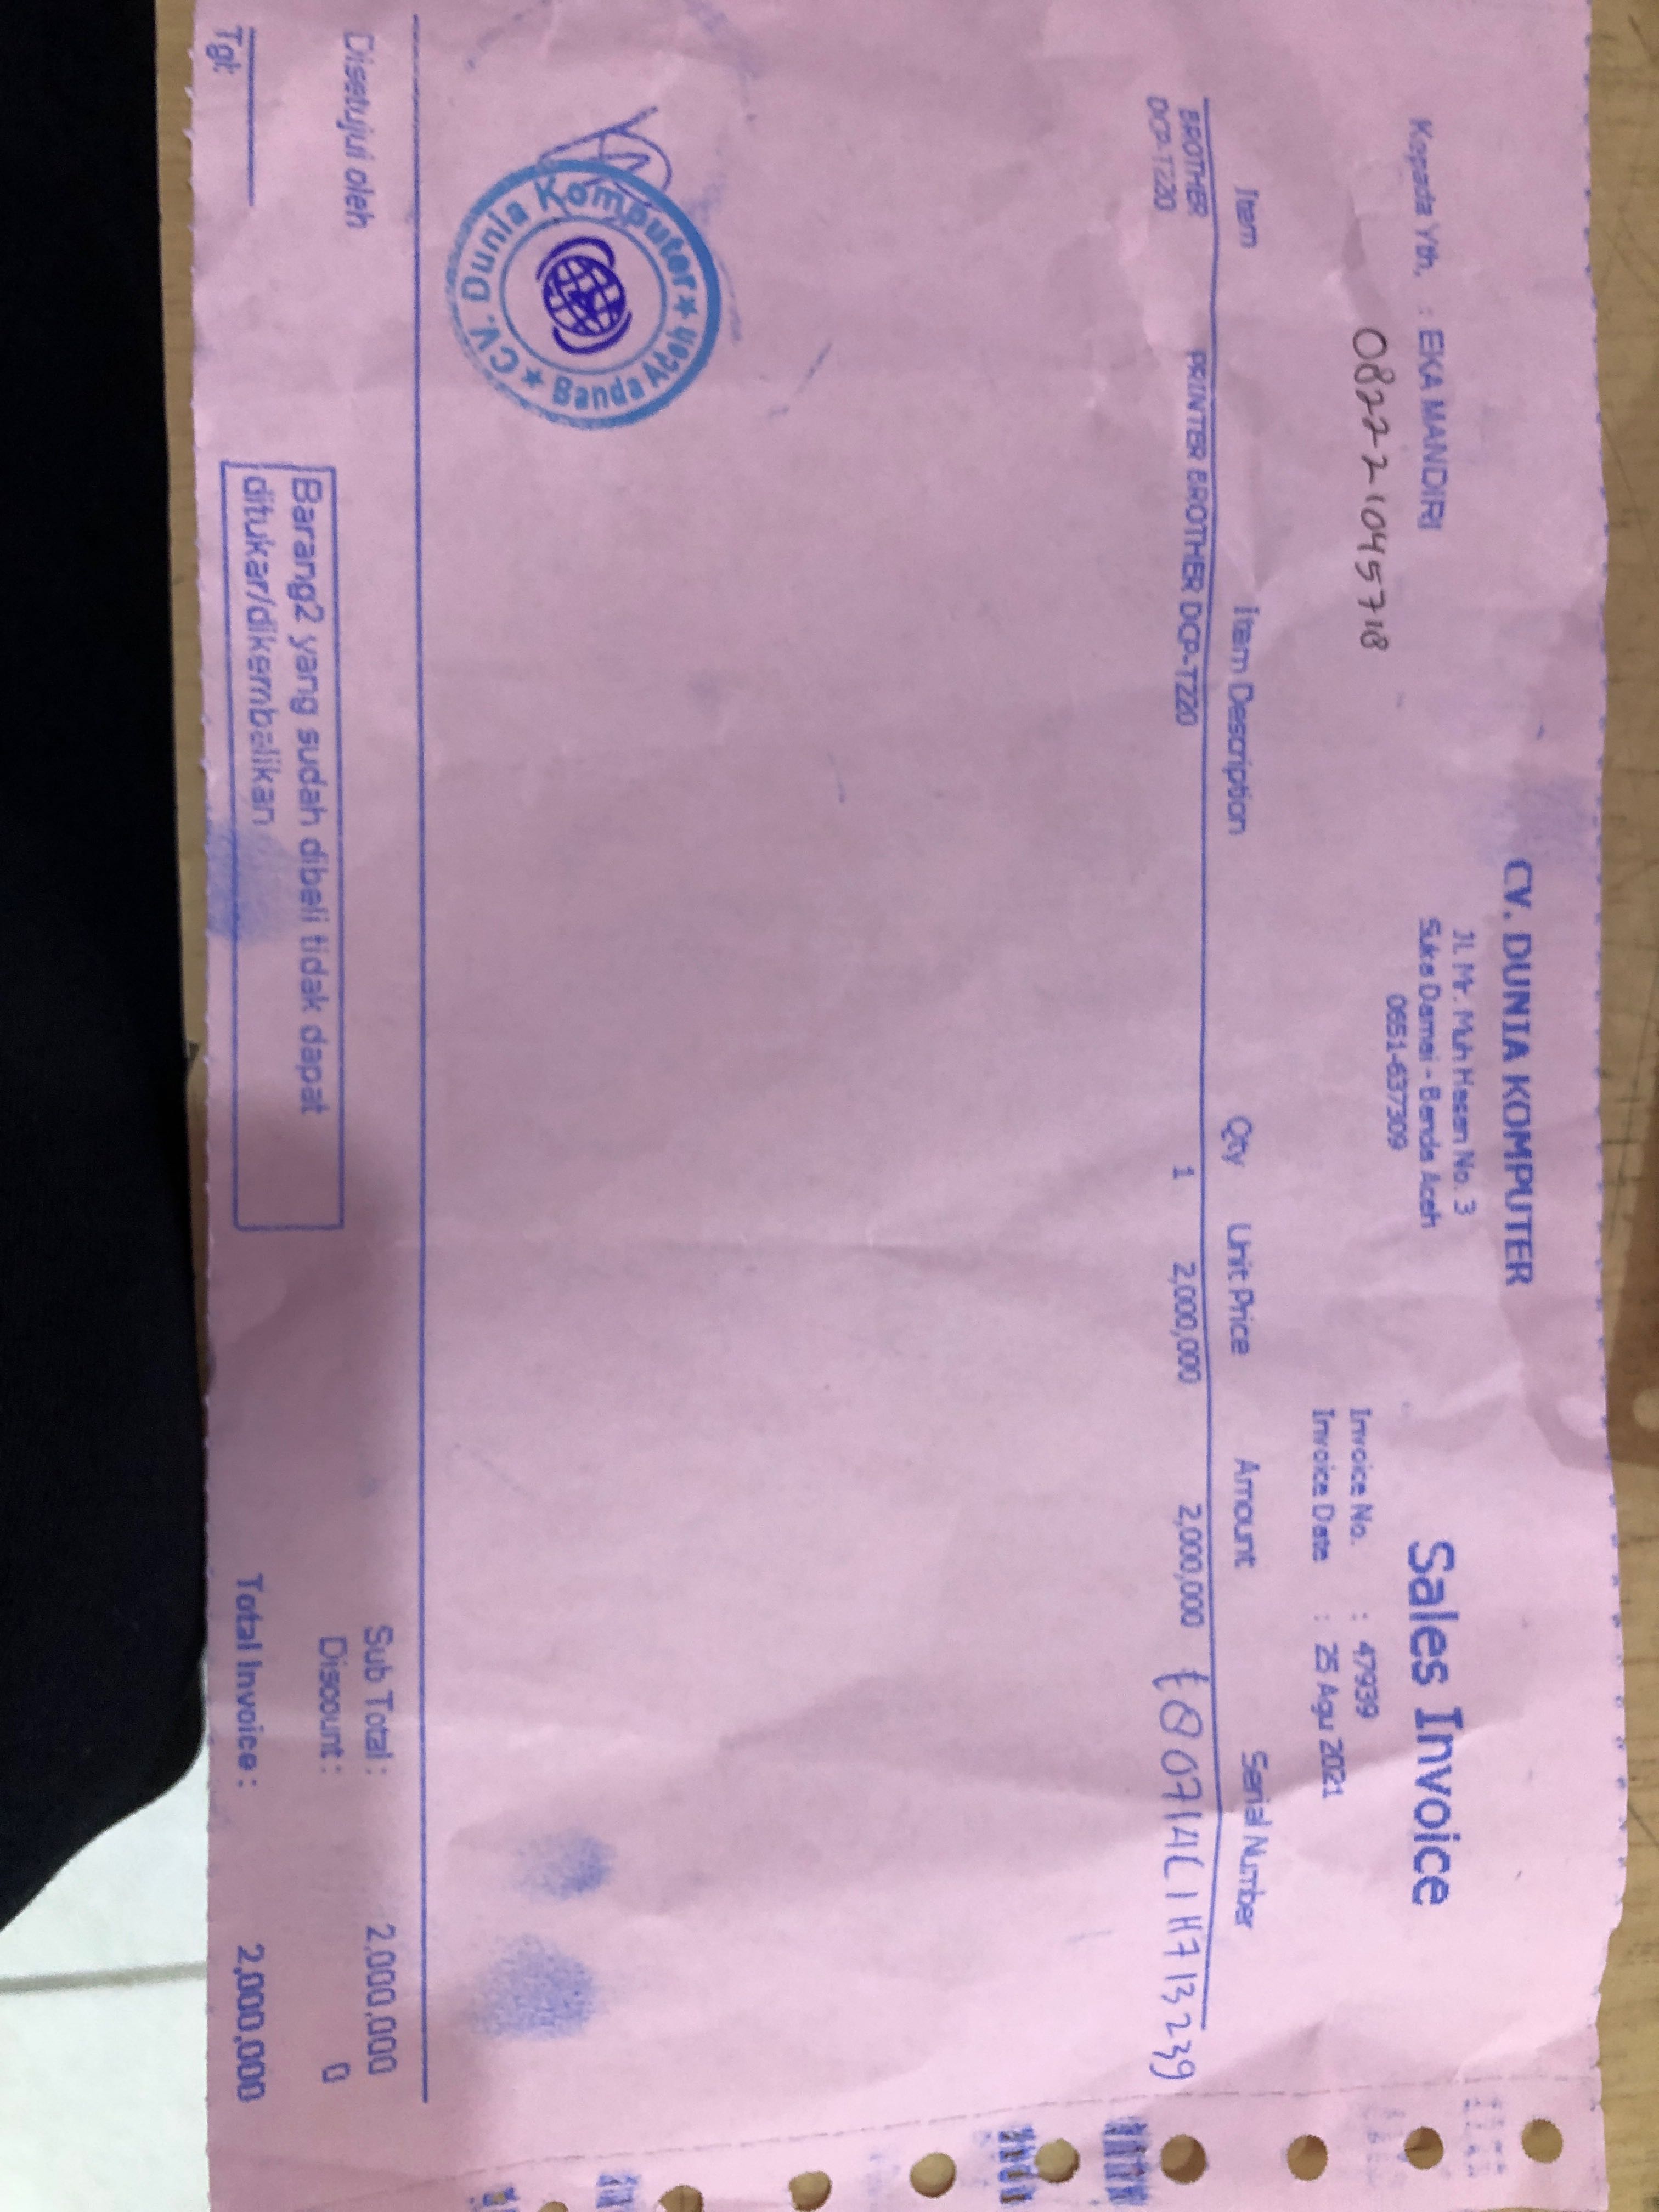 CV. DUNIA KOMPUTER
Jl. Mr. Muh Hasan No. 3
Suka Damai - Banda Aceh
0651-637309
Sales Invoice
Kepada Yth, : EKA MANDIRI
0822-21045718
Invoice No. : 47939
Invoice Date : 25 Agu 2021
Item Item Description Qty Unit Price Amount Serial Number
BROTHER DCP-T220 PRINTER BROTHER DCP-T220 1 2,000,000 2,000,000
CV. Dunia Komputer ★ Banda Aceh ★
Disetujui oleh
Tgl:
Barang2 yang sudah dibeli tidak dapat
ditukar/dikembalikan
Sub Total : 2,000,000
Discount : 0
Total Invoice : 2,000,000